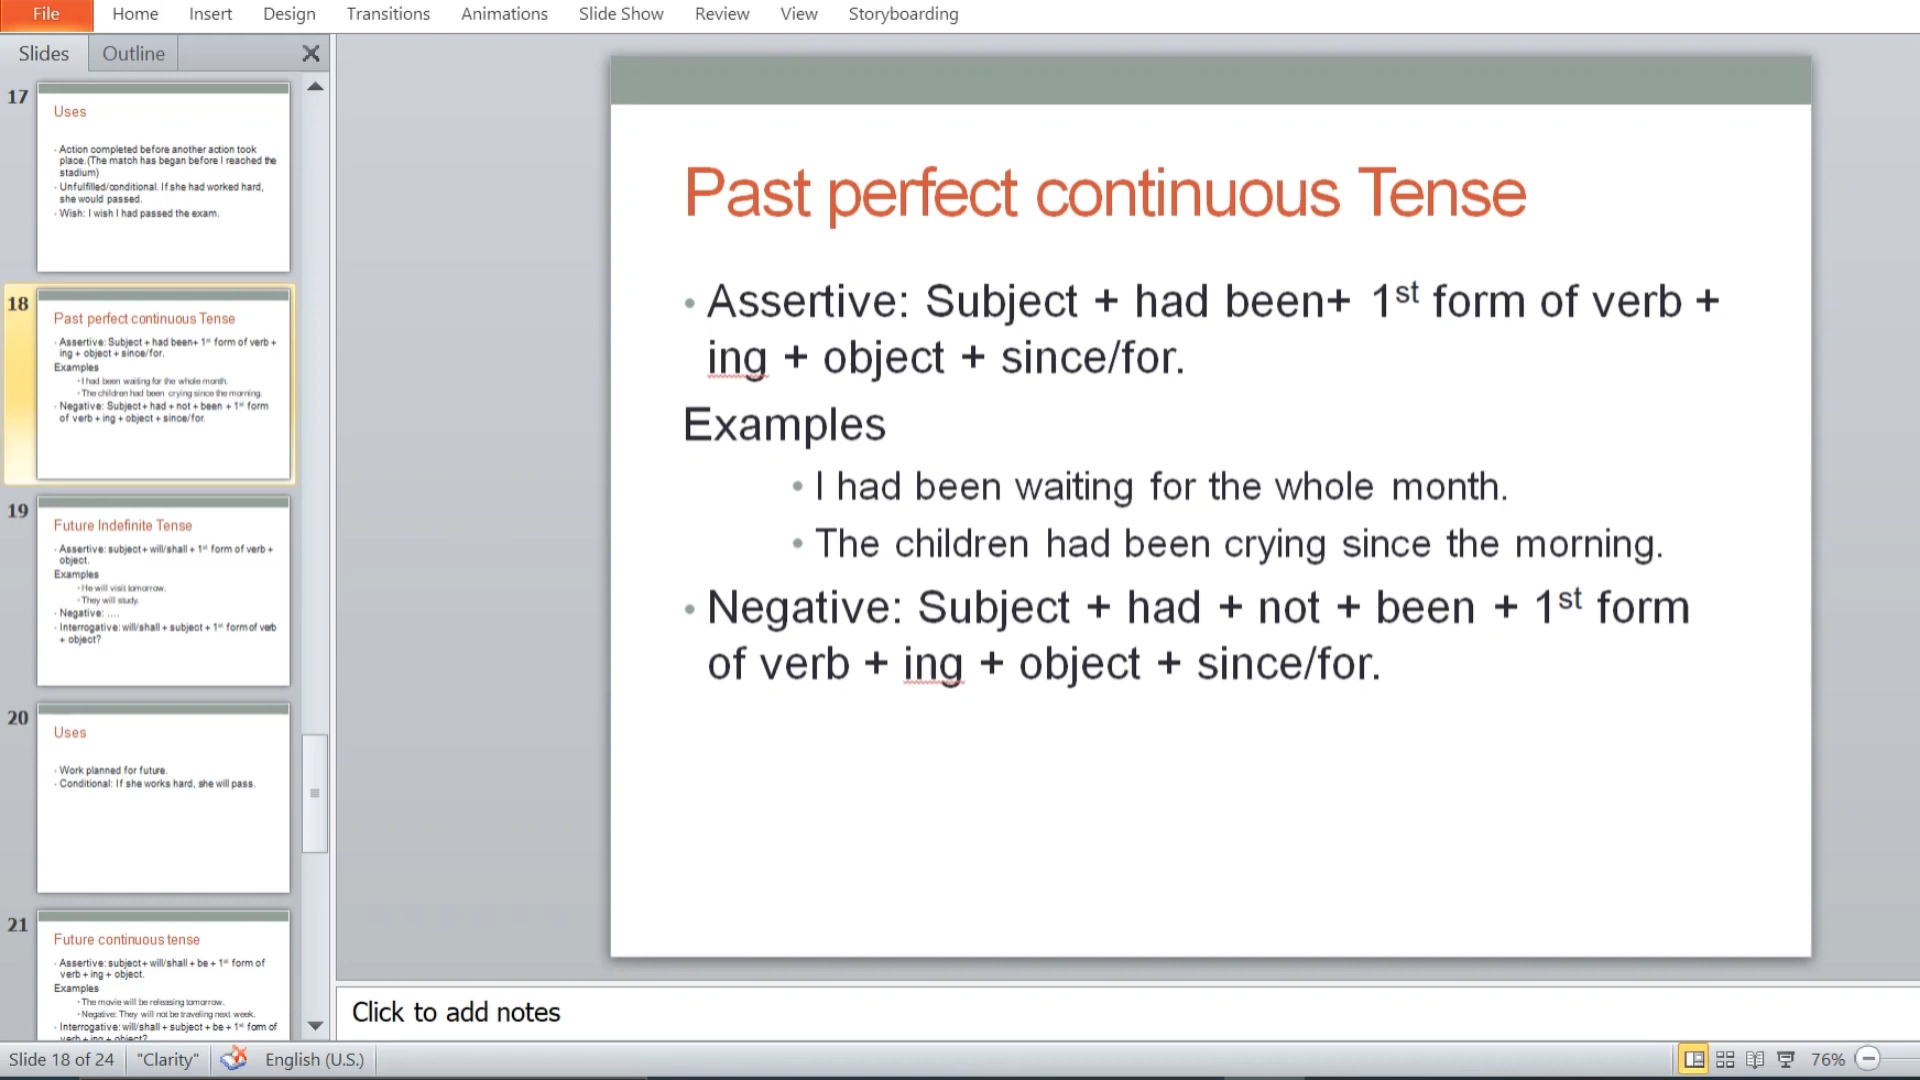 File Home Insert Design Transitions Animations Slide Show Review View Storyboarding
Slides Outline
17
Uses
Action completed before another action took
place.(The match has began before I reached the
stadium)
Unfulfilled/conditional. If she had worked hard,
she would passed.
Wish: I wish I had passed the exam.
18
Past perfect continuous Tense
Assertive: Subject + had been+ 1st form of verb +
ing + object + since/for.
Examples
I had been waiting for the whole month.
The children had been crying since the morning.
Negative: Subject + had + not + been + 1st form
of verb + ing + object + since/for.
19
Future Indefinite Tense
Assertive: subject + will/shall + 1st form of verb +
object.
Examples
He will visit tomorrow.
They will study.
Negative: ....
Interrogative: will/shall + subject + 1st form of verb
+ object?
20
Uses
Work planned for future.
Conditional: If she works hard, she will pass.
21
Future continuous tense
Assertive: subject + will/shall + be + 1st form of
verb + ing + object.
Examples
The movie will be releasing tomorrow.
Negative: They will not be traveling next week.
Interrogative: will/shall + subject + be + 1st form of
verb + ing + object?
Past perfect continuous Tense
• Assertive: Subject + had been+ 1st form of verb +
ing + object + since/for.
Examples
• I had been waiting for the whole month.
• The children had been crying since the morning.
• Negative: Subject + had + not + been + 1st form
of verb + ing + object + since/for.
Click to add notes
Slide 18 of 24 "Clarity" English (U.S.) 76%